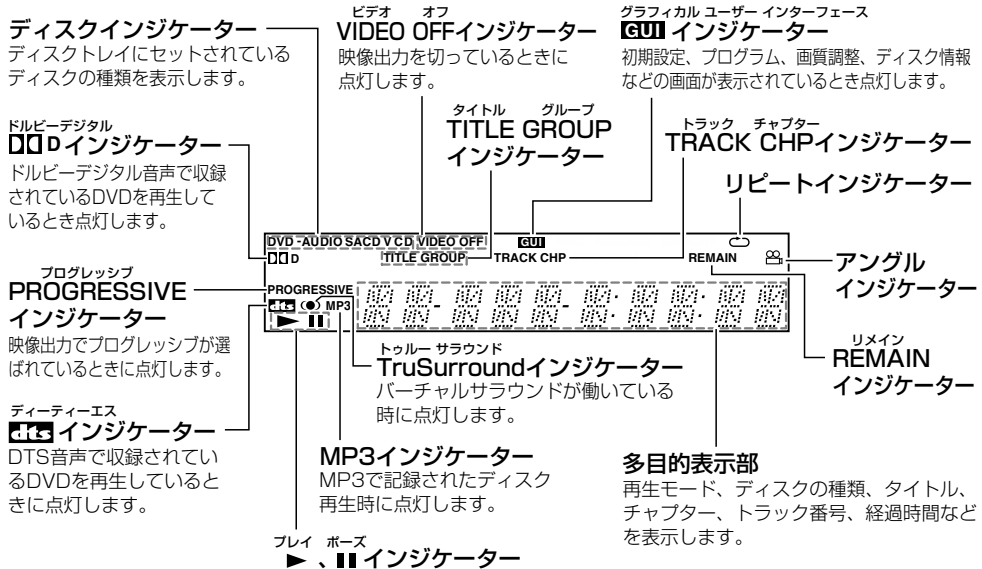 ディスクインジケーター
ディスクトレイにセットされている
ディスクの種類を表示します。
ビデオ オフ
VIDEO OFFインジケーター
映像出力を切っているときに
点灯します。
グラフィカル ユーザー インターフェース
GUI インジケーター
初期設定、プログラム、画質調整、ディスク情報
などの画面が表示されているとき点灯します。
ドルビーデジタル
D インジケーター
ドルビーデジタル音声で収録
されているDVDを再生して
いるとき点灯します。
タイトル グループ
TITLE GROUP
インジケーター
トラック チャプター
TRACK CHPインジケーター
リピートインジケーター
DVD -AUDIO SACD V CD VIDEO OFF GUI
D TITLE GROUP TRACK CHP REMAIN
PROGRESSIVE
dts MP3
アングル
インジケーター
プログレッシブ
PROGRESSIVE
インジケーター
映像出力でプログレッシブが選
ばれているときに点灯します。
トゥルー サラウンド
TruSurroundインジケーター
バーチャルサラウンドが働いている
時に点灯します。
リメイン
REMAIN
インジケーター
ディーティーエス
dts インジケーター
DTS音声で収録されてい
るDVDを再生していると
きに点灯します。
MP3インジケーター
MP3で記録されたディスク
再生時に点灯します。
多目的表示部
再生モード、ディスクの種類、タイトル、
チャプター、トラック番号、経過時間など
を表示します。
プレイ ポーズ
►、❚❚ インジケーター